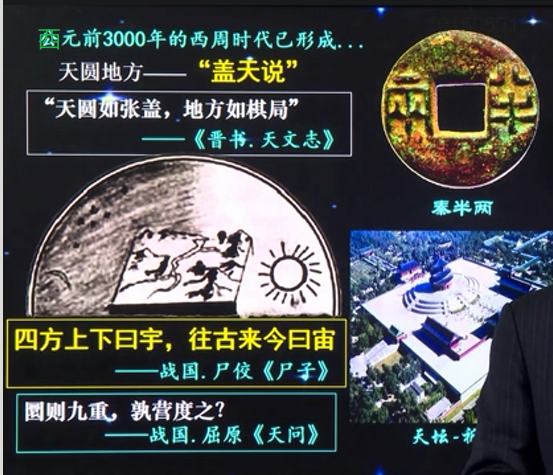 公元前3000年的西周时代已形成...
天圆地方——“盖天说”
“天圆如张盖，地方如棋局”
——《晋书.天文志》
秦半两
四方上下曰宇，往古来今曰宙
——战国.尸佼《尸子》
圜则九重，孰营度之？
——战国.屈原《天问》
天坛-祈